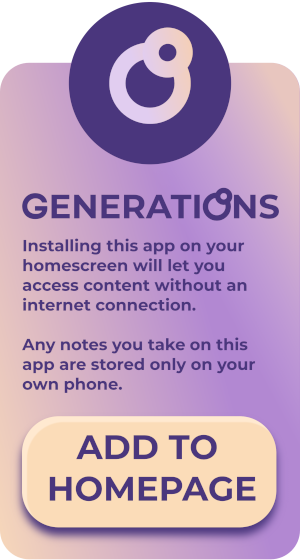 GENERATIONS
Installing this app on your
homescreen will let you
access content without an
internet connection.
Any notes you take on this
app are stored only on your
own phone.
ADD TO
HOMEPAGE